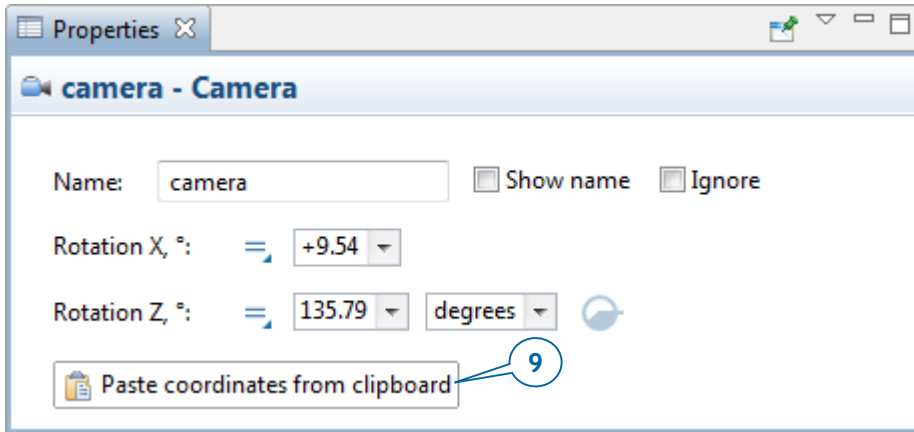 Properties
camera - Camera
Name: camera Show name Ignore
Rotation X, °: +9.54
Rotation Z, °: 135.79 degrees
Paste coordinates from clipboard 9